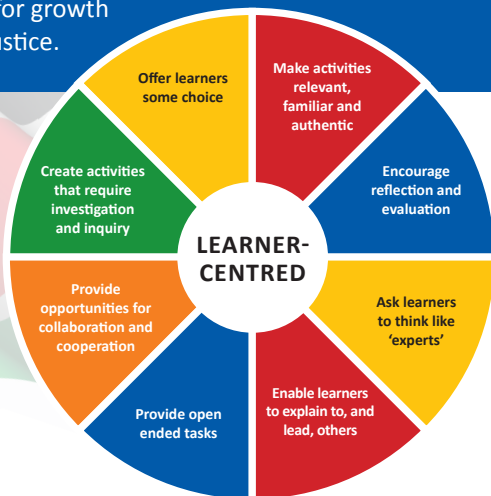 for growth
ustice.
Offer learners
some choice
Make activities
relevant,
familiar and
authentic
Encourage
reflection and
evaluation
Ask learners
to think like
‘experts’
Enable learners
to explain to, and
lead, others
Provide open
ended tasks
Provide
opportunities for
collaboration and
cooperation
Create activities
that require
investigation
and inquiry
LEARNER-
CENTRED